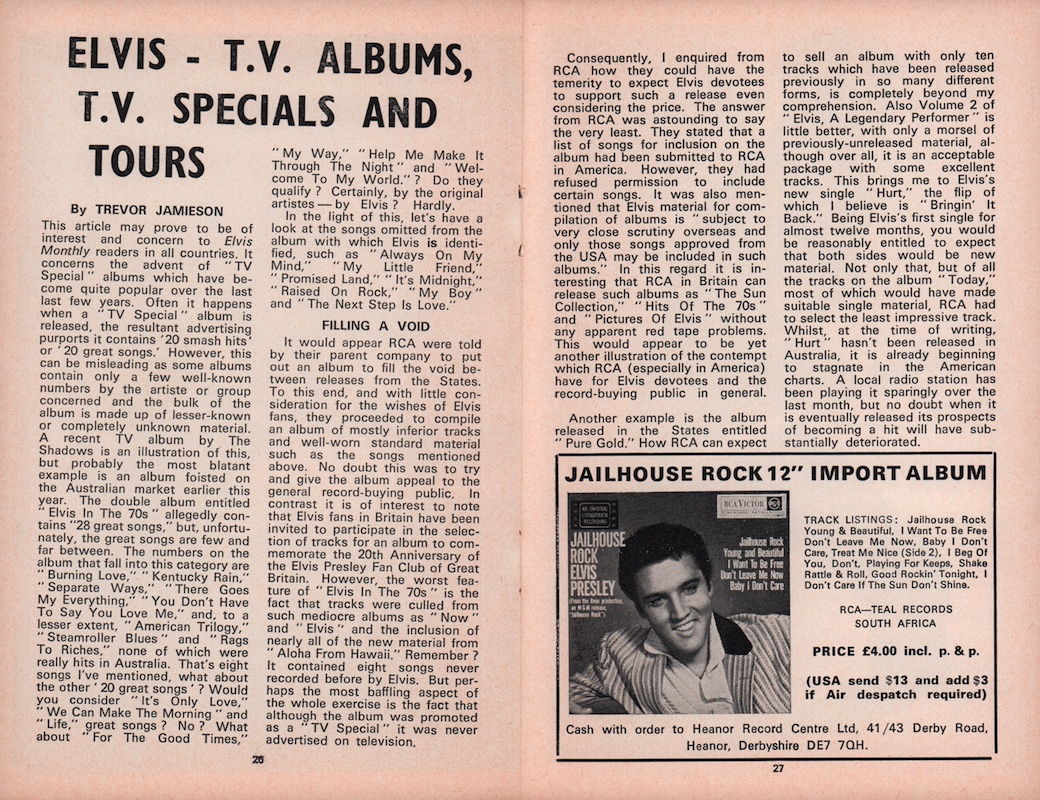 ELVIS - T.V. ALBUMS,
T.V. SPECIALS AND
TOURS
By TREVOR JAMIESON
This article may prove to be of
interest and concern to Elvis
Monthly readers in all countries. It
concerns the advent of "TV
Special" albums which have be-
come quite popular over the last
last few years. Often it happens
when a "TV Special" album is
released, the resultant advertising
purports it contains '20 smash hits'
or '20 great songs.' However, this
can be misleading as some albums
contain only a few well-known
numbers by the artiste or group
concerned and the bulk of the
album is made up of lesser-known
or completely unknown material.
A recent TV album by The
Shadows is an illustration of this,
but probably the most blatant
example is an album foisted on
the Australian market earlier this
year. The double album entitled
"Elvis In The 70s" allegedly con-
tains "28 great songs," but, unfortu-
nately, the great songs are few and
far between. The numbers on the
album that fall into this category are
"Burning Love," "Kentucky Rain,"
"Separate Ways," "There Goes
My Everything," "You Don't Have
To Say You Love Me," and, to a
lesser extent, "American Trilogy,"
"Steamroller Blues" and "Rags
To Riches," none of which were
really hits in Australia. That's eight
songs I've mentioned, what about
the other '20 great songs'? Would
you consider "It's Only Love,"
"We Can Make The Morning" and
"Life," great songs? No? What
about "For The Good Times,"
"My Way," "Help Me Make It
Through The Night" and "Wel-
come To My World."? Do they
qualify? Certainly, by the original
artistes — by Elvis? Hardly.
In the light of this, let's have a
look at the songs omitted from the
album with which Elvis is identi-
fied, such as "Always On My
Mind," "My Little Friend,"
"Promised Land," "It's Midnight,"
"Raised On Rock," "My Boy"
and "The Next Step Is Love."
FILLING A VOID
It would appear RCA were told
by their parent company to put
out an album to fill the void be-
tween releases from the States.
To this end, and with little con-
sideration for the wishes of Elvis
fans, they proceeded to compile
an album of mostly inferior tracks
and well-worn standard material
such as the songs mentioned
above. No doubt this was to try
and give the album appeal to the
general record-buying public. In
contrast it is of interest to note
that Elvis fans in Britain have been
invited to participate in the selec-
tion of tracks for an album to com-
memorate the 20th Anniversary of
the Elvis Presley Fan Club of Great
Britain. However, the worst fea-
ture of "Elvis In The 70s" is the
fact that tracks were culled from
such mediocre albums as "Now"
and "Elvis" and the inclusion of
nearly all of the new material from
"Aloha From Hawaii." Remember?
It contained eight songs never
recorded before by Elvis. But per-
haps the most baffling aspect of
the whole exercise is the fact that
although the album was promoted
as a "TV Special" it was never
advertised on television.
26
Consequently, I enquired from
RCA how they could have the
temerity to expect Elvis devotees
to support such a release even
considering the price. The answer
from RCA was astounding to say
the very least. They stated that a
list of songs for inclusion on the
album had been submitted to RCA
in America. However, they had
refused permission to include
certain songs. It was also men-
tioned that Elvis material for com-
pilation of albums is "subject to
very close scrutiny overseas and
only those songs approved from
the USA may be included in such
albums." In this regard it is in-
teresting that RCA in Britain can
release such albums as "The Sun
Collection," "Hits Of The 70s
and "Pictures Of Elvis" without
any apparent red tape problems.
This would appear to be yet
another illustration of the contempt
which RCA (especially in America)
have for Elvis devotees and the
record-buying public in general.
Another example is the album
released in the States entitled
"Pure Gold." How RCA can expect
to sell an album with only ten
tracks which have been released
previously in so many different
forms, is completely beyond my
comprehension. Also Volume 2 of
"Elvis, A Legendary Performer" is
little better, with only a morsel of
previously-unreleased material, al-
though over all, it is an acceptable
package with some excellent
tracks. This brings me to Elvis's
new single "Hurt," the flip of
which I believe is "Bringin' It
Back." Being Elvis's first single for
almost twelve months, you would
be reasonably entitled to expect
that both sides would be new
material. Not only that, but of all
the tracks on the album "Today,"
most of which would have made
suitable single material, RCA had
to select the least impressive track.
Whilst, at the time of writing,
"Hurt" hasn't been released in
Australia, it is already beginning
to stagnate in the American
charts. A local radio station has
been playing it sparingly over the
last month, but no doubt when it
is eventually released its prospects
of becoming a hit will have sub-
stantially deteriorated.
JAILHOUSE ROCK 12" IMPORT ALBUM
AN ORIGINAL
SOUNDTRACK
RECORDING
RCA VICTOR
JAILHOUSE
ROCK
ELVIS
PRESLEY
(From the Avon production,
an M-G-M release,
"Jailhouse Rock")
Jailhouse Rock
Young and Beautiful
I Want To Be Free
Don't Leave Me Now
Baby I Don't Care
TRACK LISTINGS: Jailhouse Rock
Young & Beautiful, I Want To Be Free
Don't Leave Me Now, Baby I Don't
Care, Treat Me Nice (Side 2), I Beg Of
You, Don't, Playing For Keeps, Shake
Rattle & Roll, Good Rockin' Tonight, I
Don't Care If The Sun Don't Shine.
RCA—TEAL RECORDS
SOUTH AFRICA
PRICE £4.00 incl. p. & p.
(USA send $13 and add $3
if Air despatch required)
Cash with order to Heanor Record Centre Ltd, 41/43 Derby Road,
Heanor, Derbyshire DE7 7QH.
27